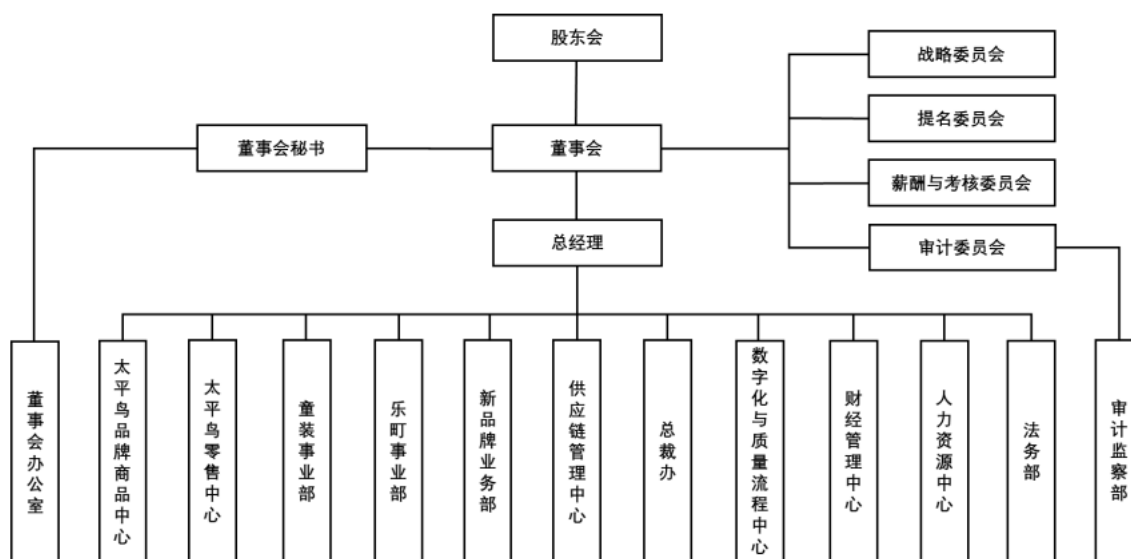 股东会
战略委员会
提名委员会
董事会秘书
董事会
薪酬与考核委员会
总经理
审计委员会
董事会办公室
太平鸟品牌商品中心
太平鸟零售中心
童装事业部
乐町事业部
新品牌业务部
供应链管理中心
总裁办
数字化与质量流程中心
财经管理中心
人力资源中心
法务部
审计监察部